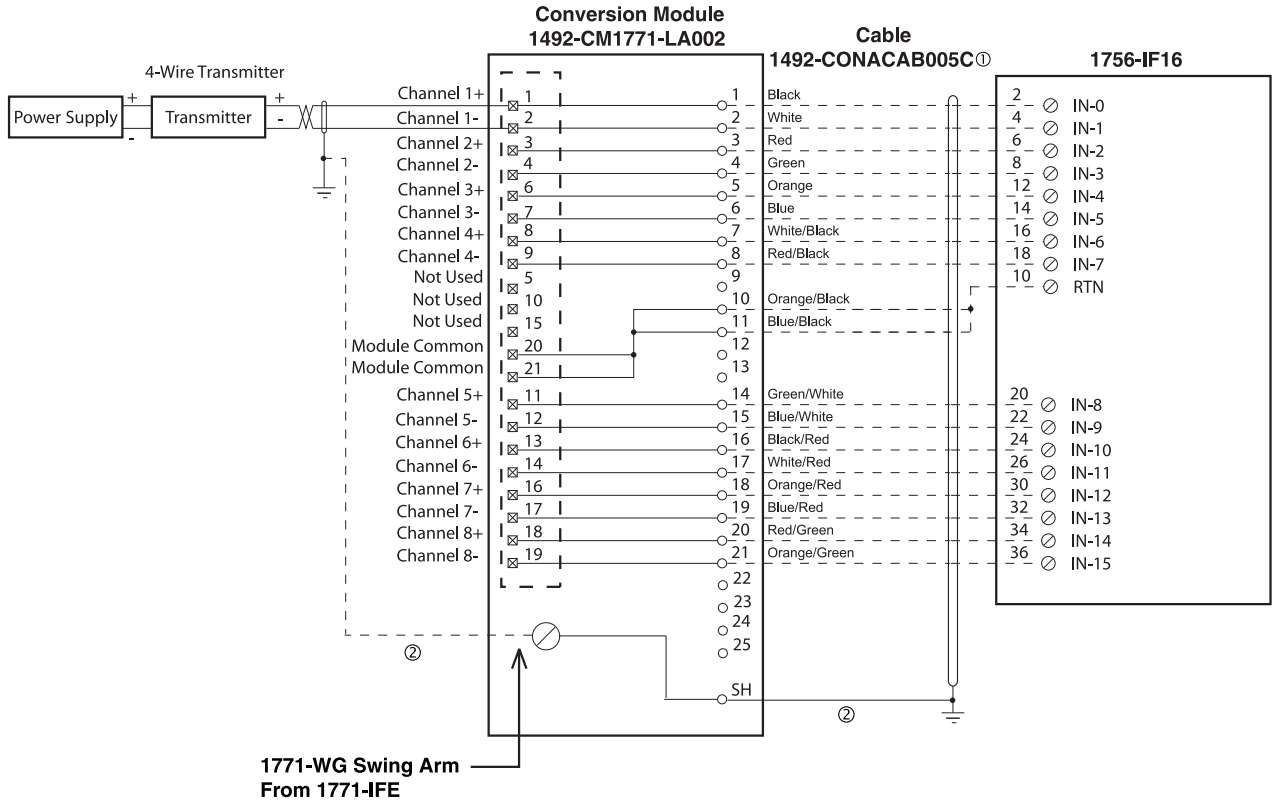 Conversion Module
1492-CM1771-LA002
Cable
1492-CONACAB005C①
1756-IF16
4-Wire Transmitter
Power Supply + - Transmitter + -
Channel 1+ 1 1 Black 2 IN-0
Channel 1- 2 2 White 4 IN-1
Channel 2+ 3 3 Red 6 IN-2
Channel 2- 4 4 Green 8 IN-3
Channel 3+ 6 5 Orange 12 IN-4
Channel 3- 7 6 Blue 14 IN-5
Channel 4+ 8 7 White/Black 16 IN-6
Channel 4- 9 8 Red/Black 18 IN-7
Not Used 5 9 10 RTN
Not Used 10 10 Orange/Black
Not Used 15 11 Blue/Black
Module Common 20 12
Module Common 21 13
Channel 5+ 11 14 Green/White 20 IN-8
Channel 5- 12 15 Blue/White 22 IN-9
Channel 6+ 13 16 Black/Red 24 IN-10
Channel 6- 14 17 White/Red 26 IN-11
Channel 7+ 16 18 Orange/Red 30 IN-12
Channel 7- 17 19 Blue/Red 32 IN-13
Channel 8+ 18 20 Red/Green 34 IN-14
Channel 8- 19 21 Orange/Green 36 IN-15
22
23
24
25
②
SH
②
1771-WG Swing Arm
From 1771-IFE